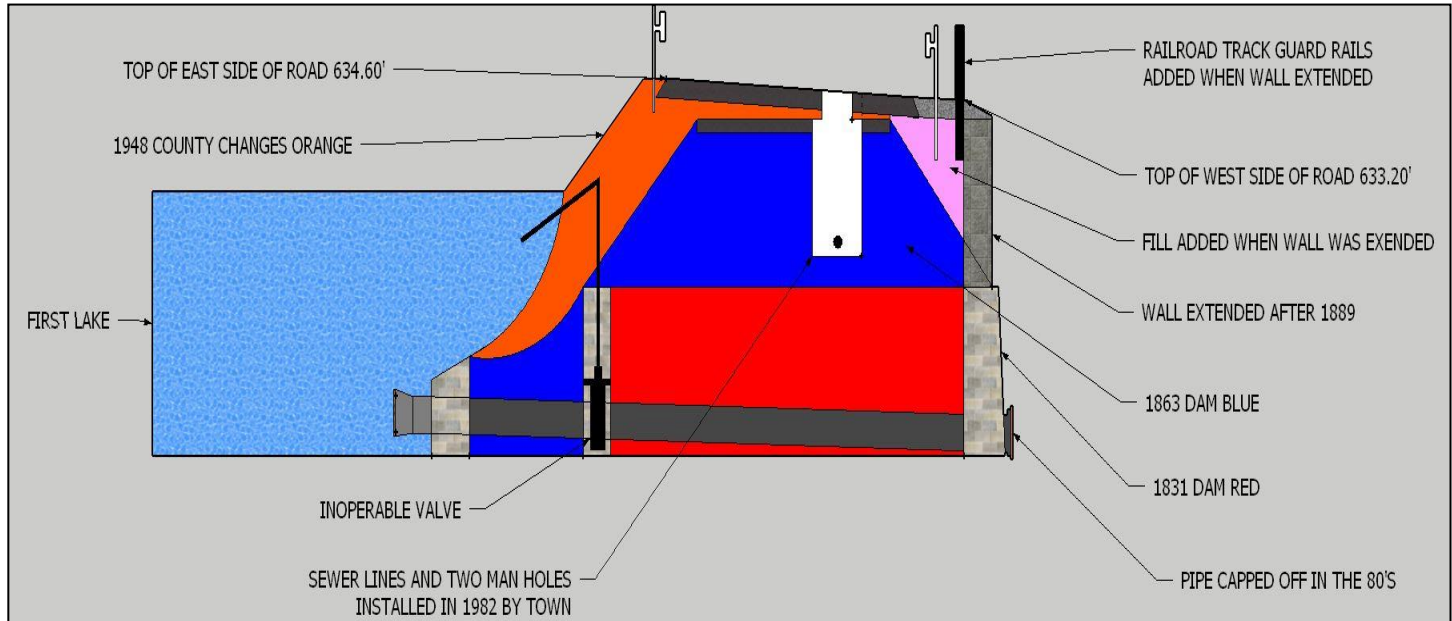 TOP OF EAST SIDE OF ROAD 634.60'
1948 COUNTY CHANGES ORANGE
FIRST LAKE
INOPERABLE VALVE
SEWER LINES AND TWO MAN HOLES
INSTALLED IN 1982 BY TOWN
RAILROAD TRACK GUARD RAILS
ADDED WHEN WALL EXTENDED
TOP OF WEST SIDE OF ROAD 633.20'
FILL ADDED WHEN WALL WAS EXENDED
WALL EXTENDED AFTER 1889
1863 DAM BLUE
1831 DAM RED
PIPE CAPPED OFF IN THE 80'S